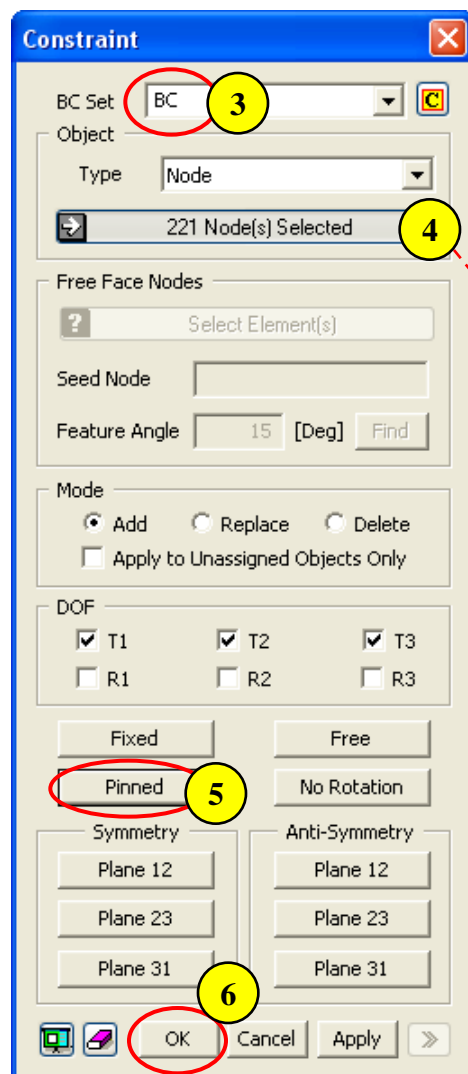 Constraint
BC Set BC 3 C
Object
Type Node
221 Node(s) Selected 4
Free Face Nodes
? Select Element(s)
Seed Node
Feature Angle 15 [Deg] Find
Mode
Add Replace Delete
Apply to Unassigned Objects Only
DOF
T1 T2 T3
R1 R2 R3
Fixed Free
Pinned 5 No Rotation
Symmetry Anti-Symmetry
Plane 12 Plane 12
Plane 23 Plane 23
Plane 31 Plane 31
6
OK Cancel Apply